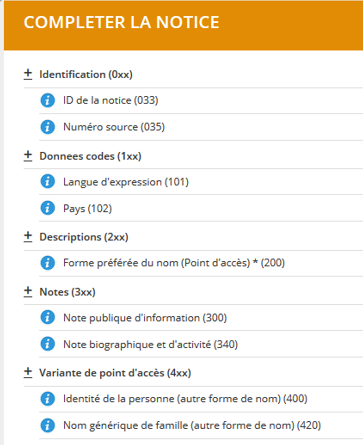 COMPLETER LA NOTICE
+ Identification (0xx)
i ID de la notice (033)
i Numéro source (035)
+ Donnees codes (1xx)
i Langue d'expression (101)
i Pays (102)
+ Descriptions (2xx)
i Forme préférée du nom (Point d'accès) * (200)
+ Notes (3xx)
i Note publique d'information (300)
i Note biographique et d'activité (340)
+ Variante de point d'accès (4xx)
i Identité de la personne (autre forme de nom) (400)
i Nom générique de famille (autre forme de nom) (420)